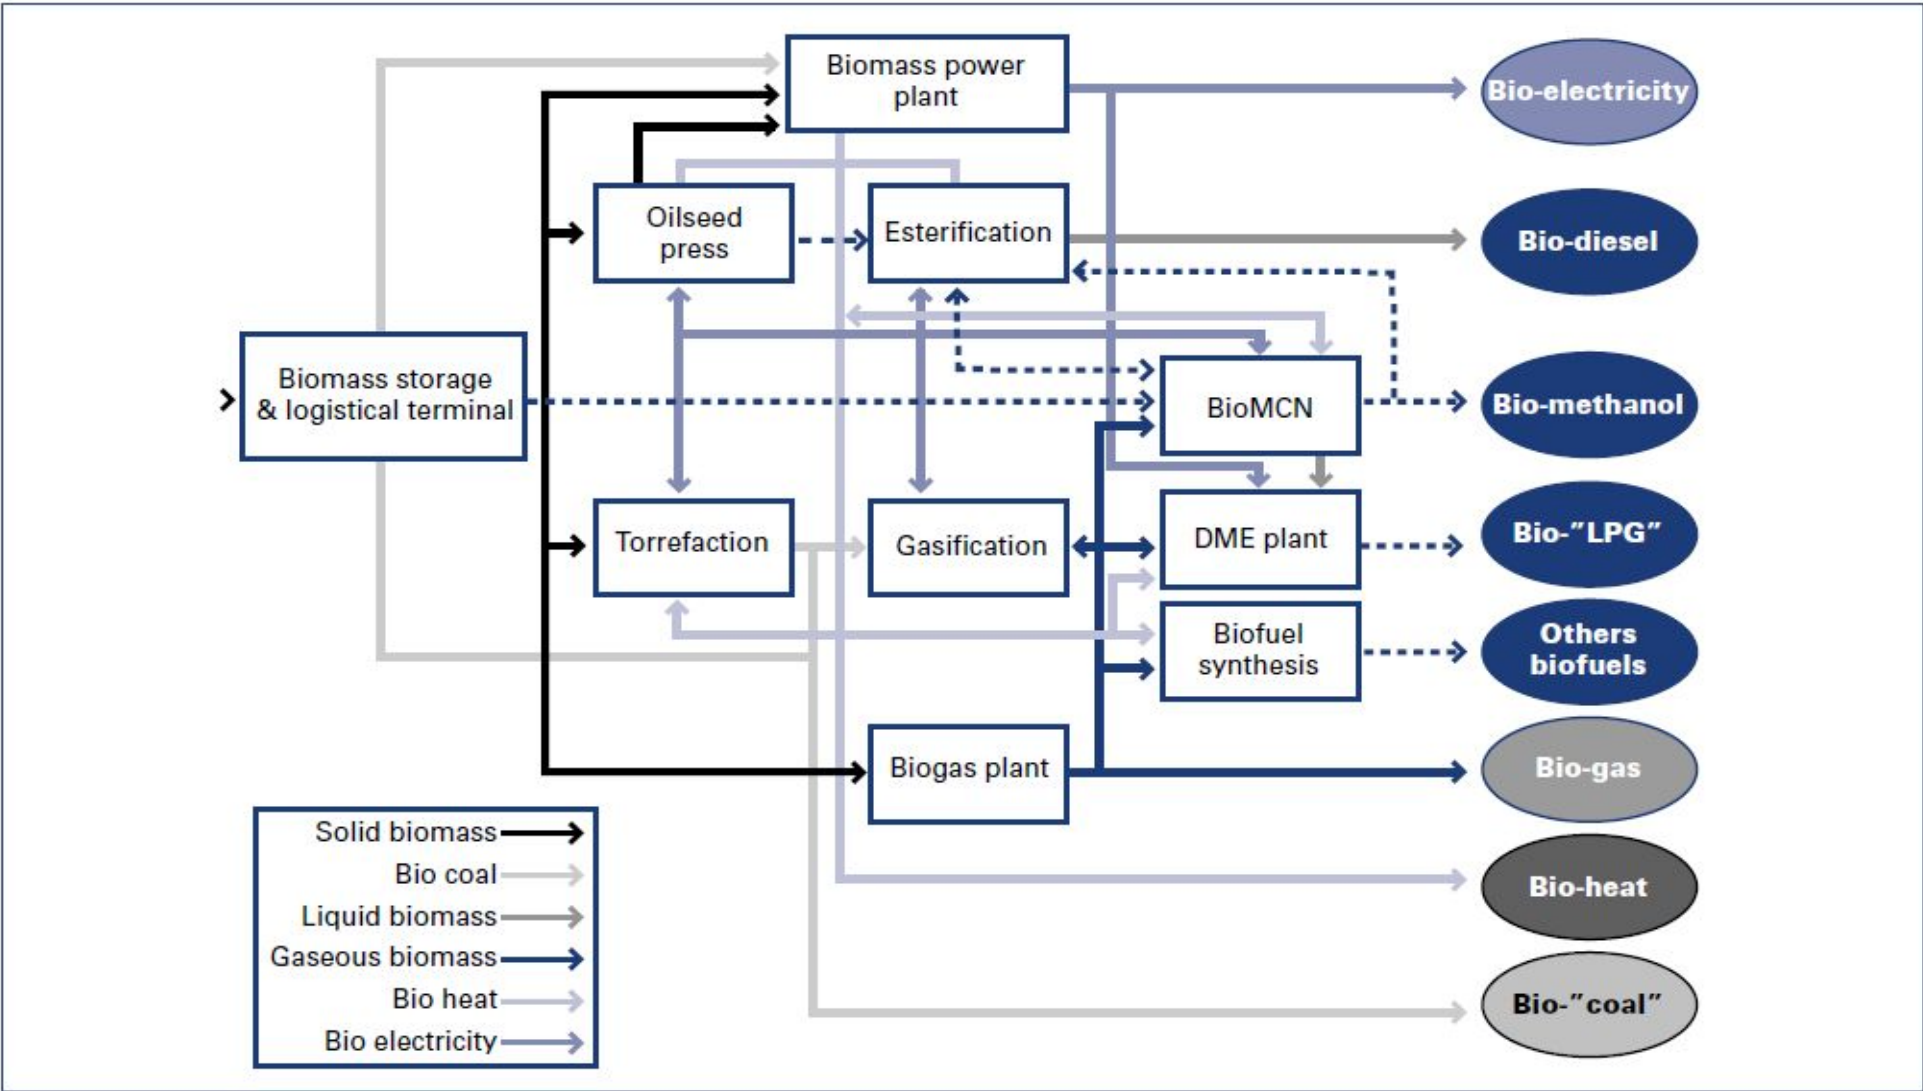 Biomass power
plant
Bio-electricity
Oilseed
press
Esterification
Bio-diesel
Biomass storage
& logistical terminal
BioMCN
Bio-methanol
Torrefaction
Gasification
DME plant
Bio-”LPG”
Biofuel
synthesis
Others
biofuels
Biogas plant
Bio-gas
Solid biomass
Bio coal
Liquid biomass
Gaseous biomass
Bio heat
Bio electricity
Bio-heat
Bio-”coal”